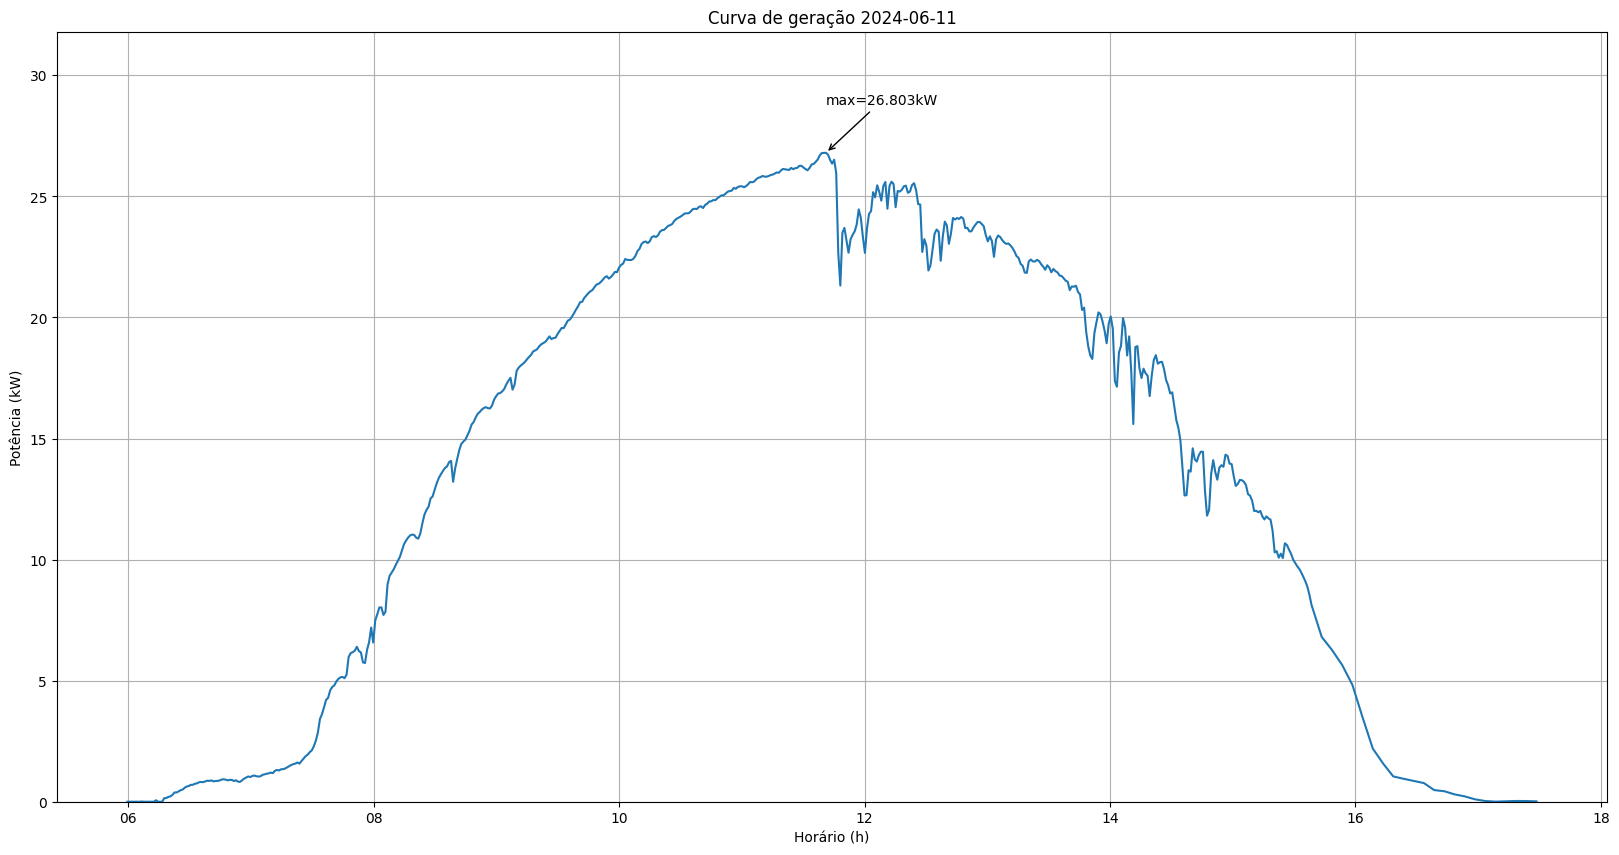 Curva de geração 2024-06-11
30
max=26.803kW
25
20
15
Potência (kW)
10
5
0
06 08 10 12 14 16 18
Horário (h)